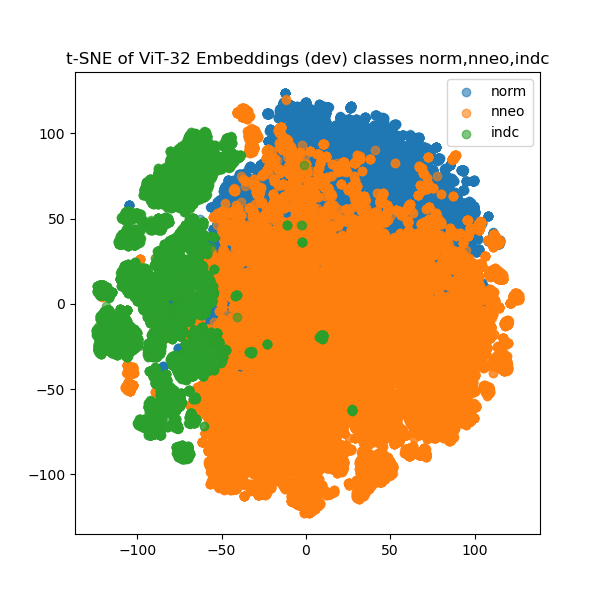 t-SNE of ViT-32 Embeddings (dev) classes norm,nneo,indc
norm
nneo
indc
100
50
0
−50
−100
−100
−50
0
50
100